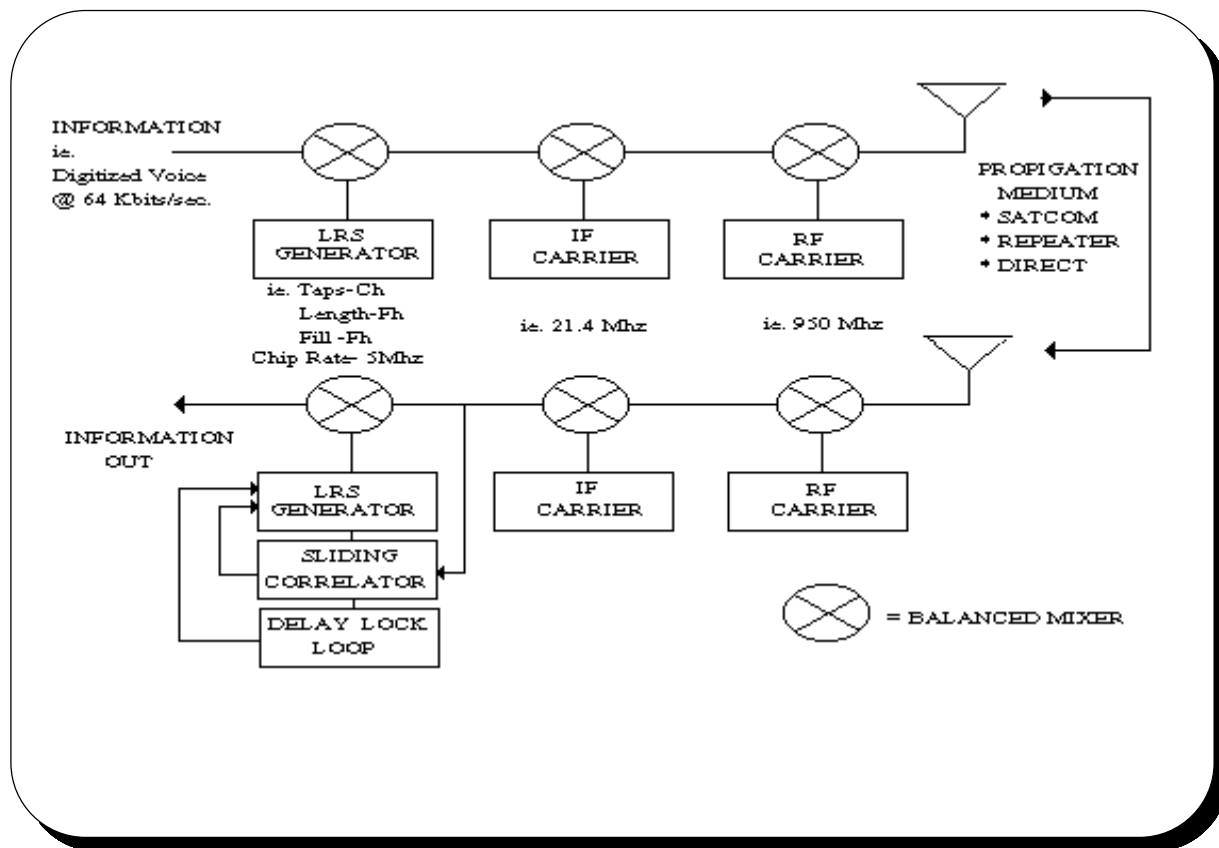 INFORMATION
ie.
Digitized Voice
@ 64 Kbits/sec.
LRS
GENERATOR
IF
CARRIER
RF
CARRIER
PROPIGATION
MEDIUM
* SATCOM
* REPEATER
* DIRECT
ie. Taps-Ch
Length-Fh
Fill -Fh
Chip Rate- 5Mhz
ie. 21.4 Mhz
ie. 950 Mhz
INFORMATION
OUT
LRS
GENERATOR
IF
CARRIER
RF
CARRIER
SLIDING
CORRELATOR
DELAY LOCK
LOOP
= BALANCED MIXER